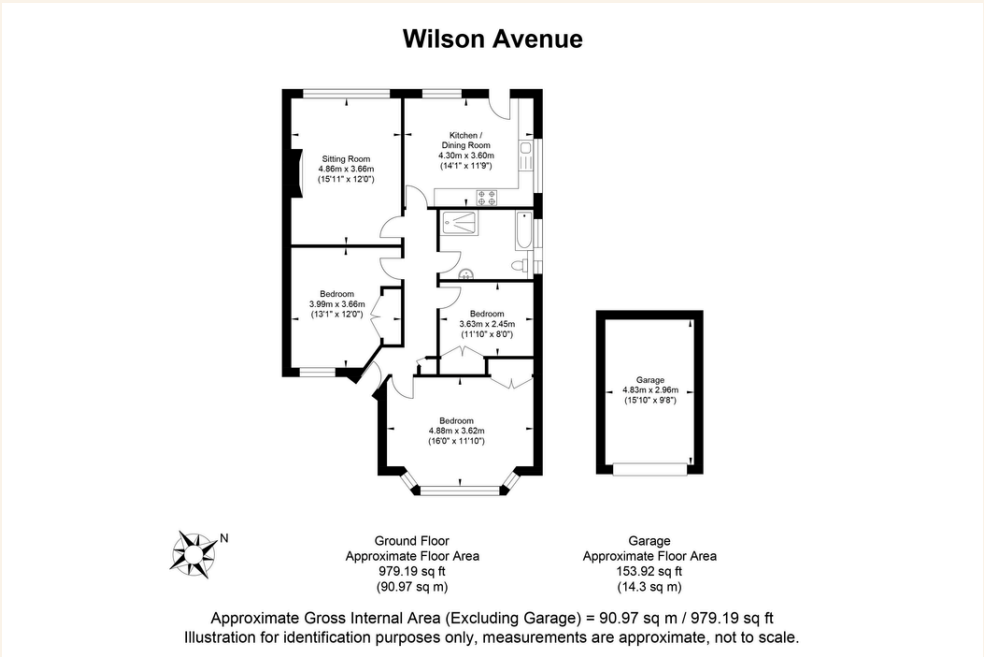 Wilson Avenue
Sitting Room
4.86m x 3.66m
(15'11" x 12'0")
Kitchen /
Dining Room
4.30m x 3.60m
(14'1" x 11'9")
Bedroom
3.99m x 3.66m
(13'1" x 12'0")
Bedroom
3.63m x 2.45m
(11'10" x 8'0")
Bedroom
4.88m x 3.62m
(16'0" x 11'10")
Garage
4.83m x 2.96m
(15'10" x 9'8")
N
Ground Floor
Approximate Floor Area
979.19 sq ft
(90.97 sq m)
Garage
Approximate Floor Area
153.92 sq ft
(14.3 sq m)
Approximate Gross Internal Area (Excluding Garage) = 90.97 sq m / 979.19 sq ft
Illustration for identification purposes only, measurements are approximate, not to scale.